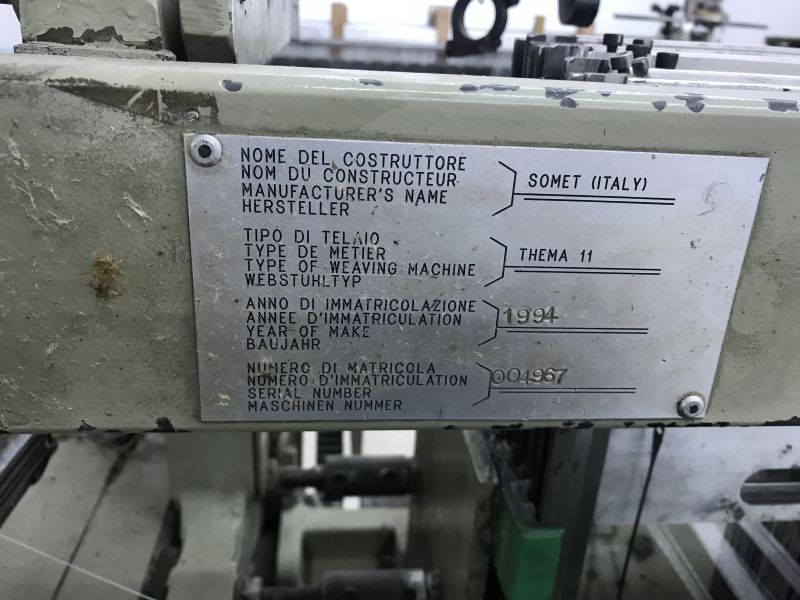 NOME DEL COSTRUTTORE
NOM DU CONSTRUCTEUR
MANUFACTURER'S NAME
HERSTELLER
SOMET (ITALY)
TIPO DI TELAIO
TYPE DE METIER
TYPE OF WEAVING MACHINE
WEBSTUHLTYP
THEMA 11
ANNO DI IMMATRICOLAZIONE
ANNEE D'IMMATRICULATION
YEAR OF MAKE
BAUJAHR
1994
NUMERO DI MATRICOLA
NUMERO D'IMMATRICULATION
SERIAL NUMBER
MASCHINEN NUMMER
004967